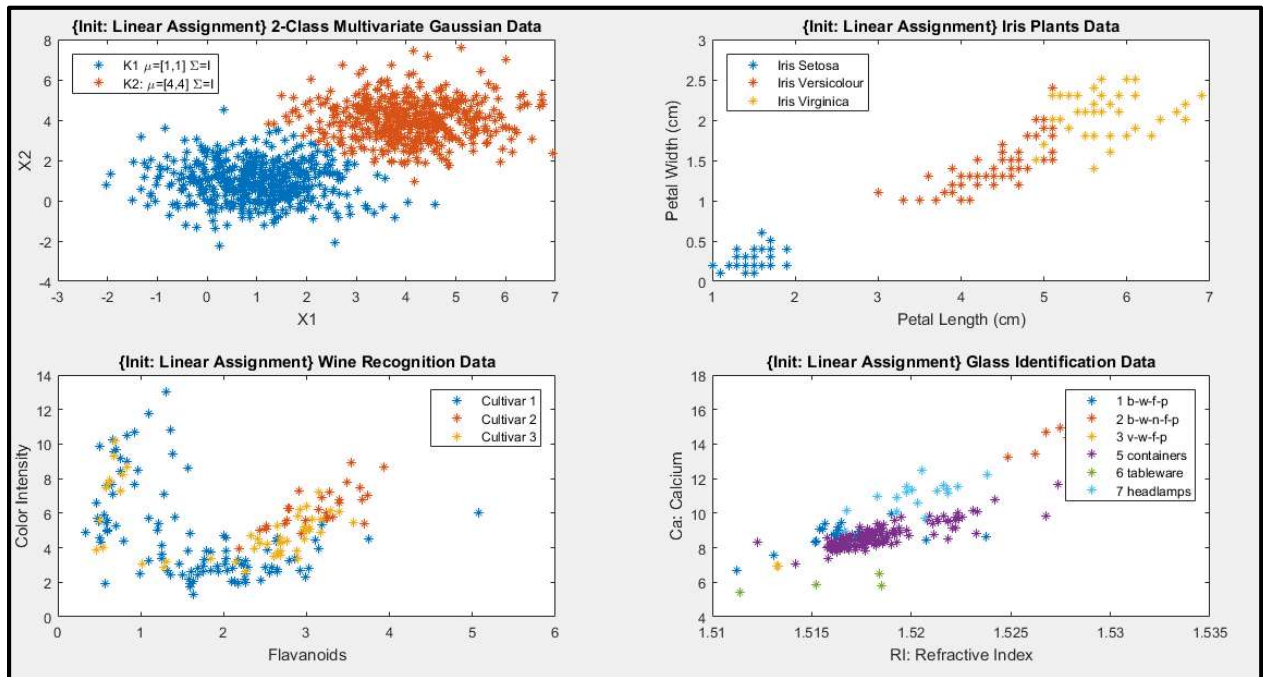 {Init: Linear Assignment} 2-Class Multivariate Gaussian Data
8
6
4
2
0
-2
-4
X2
K1 μ=[1,1] Σ=I
K2: μ=[4,4] Σ=I
-3 -2 -1 0 1 2 3 4 5 6 7
X1
{Init: Linear Assignment} Iris Plants Data
3
2.5
2
1.5
1
0.5
0
Petal Width (cm)
Iris Setosa
Iris Versicolour
Iris Virginica
1 2 3 4 5 6 7
Petal Length (cm)
{Init: Linear Assignment} Wine Recognition Data
14
12
10
8
6
4
2
0
Color Intensity
Cultivar 1
Cultivar 2
Cultivar 3
0 1 2 3 4 5 6
Flavanoids
{Init: Linear Assignment} Glass Identification Data
18
16
14
12
10
8
6
4
Ca: Calcium
1 b-w-f-p
2 b-w-n-f-p
3 v-w-f-p
5 containers
6 tableware
7 headlamps
1.51 1.515 1.52 1.525 1.53 1.535
RI: Refractive Index